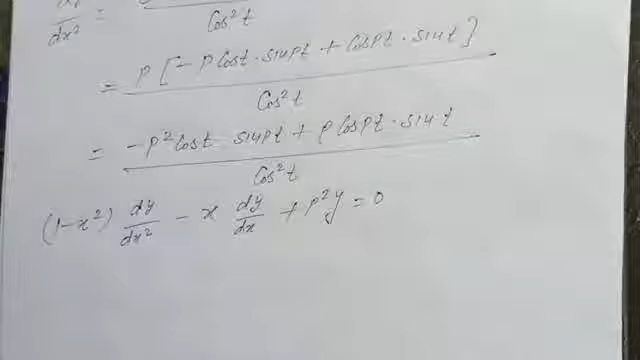 dy/dx² = / Cos²t
= P[-P Cost · sinpt + Cospt · sint] / Cos²t
= -P² Cost sinpt + P Cospt · sint / Cos²t
(1-x²) dy/dx² - x dy/dx + P²y = 0